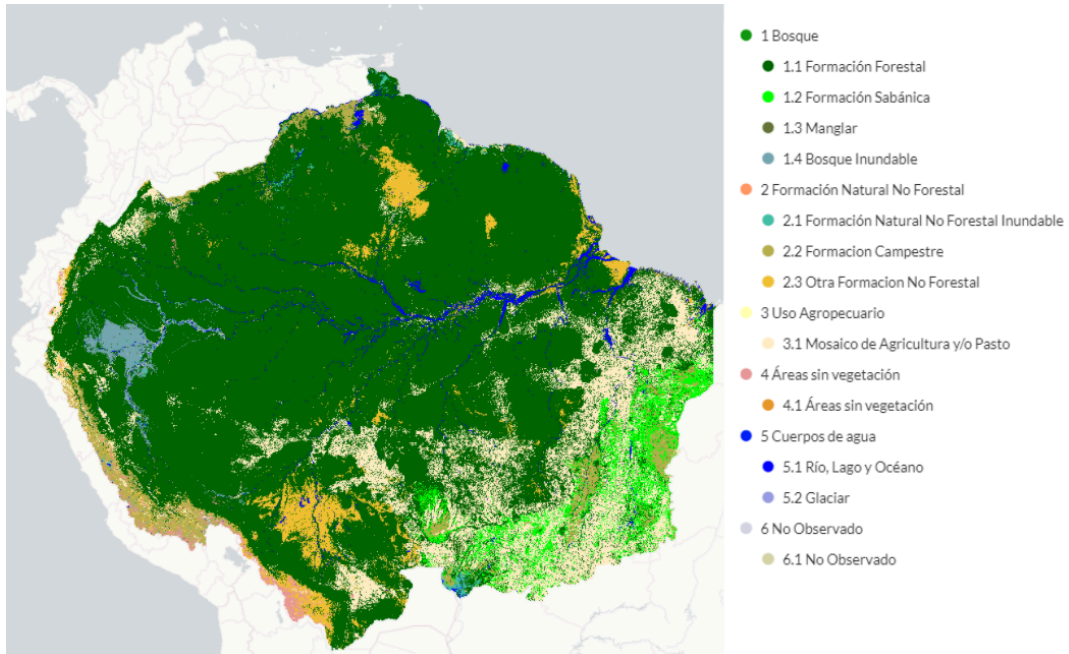 1 Bosque
1.1 Formación Forestal
1.2 Formación Sabánica
1.3 Manglar
1.4 Bosque Inundable
2 Formación Natural No Forestal
2.1 Formación Natural No Forestal Inundable
2.2 Formacion Campestre
2.3 Otra Formacion No Forestal
3 Uso Agropecuario
3.1 Mosaico de Agricultura y/o Pasto
4 Áreas sin vegetación
4.1 Áreas sin vegetación
5 Cuerpos de agua
5.1 Río, Lago y Océano
5.2 Glaciar
6 No Observado
6.1 No Observado